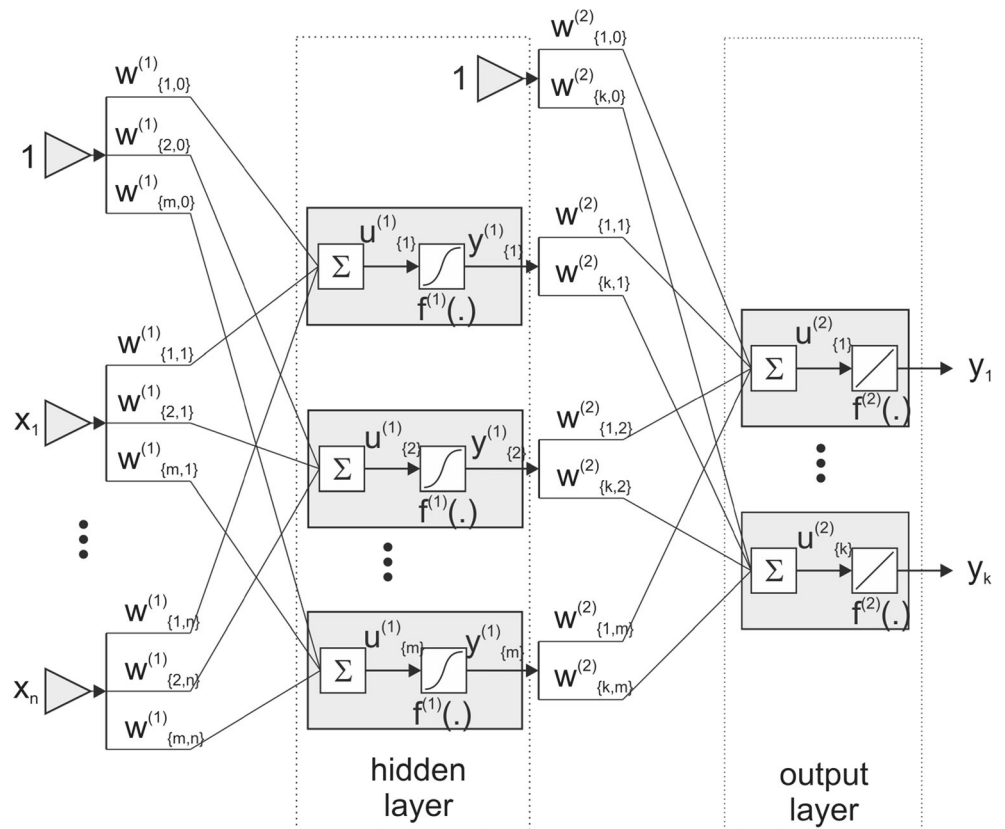 w(1){1,0}
1
w(1){2,0}
w(1){m,0}
x1
w(1){1,1}
w(1){2,1}
w(1){m,1}
xn
w(1){1,n}
w(1){2,n}
w(1){m,n}
Σ u(1){1} y(1){1}
f(1)(.)
Σ u(1){2} y(1){2}
f(1)(.)
Σ u(1){m} y(1){m}
f(1)(.)
hidden
layer
1
w(2){1,0}
w(2){k,0}
w(2){1,1}
w(2){k,1}
w(2){1,2}
w(2){k,2}
w(2){1,m}
w(2){k,m}
Σ u(2){1} y1
f(2)(.)
Σ u(2){k} yk
f(2)(.)
output
layer